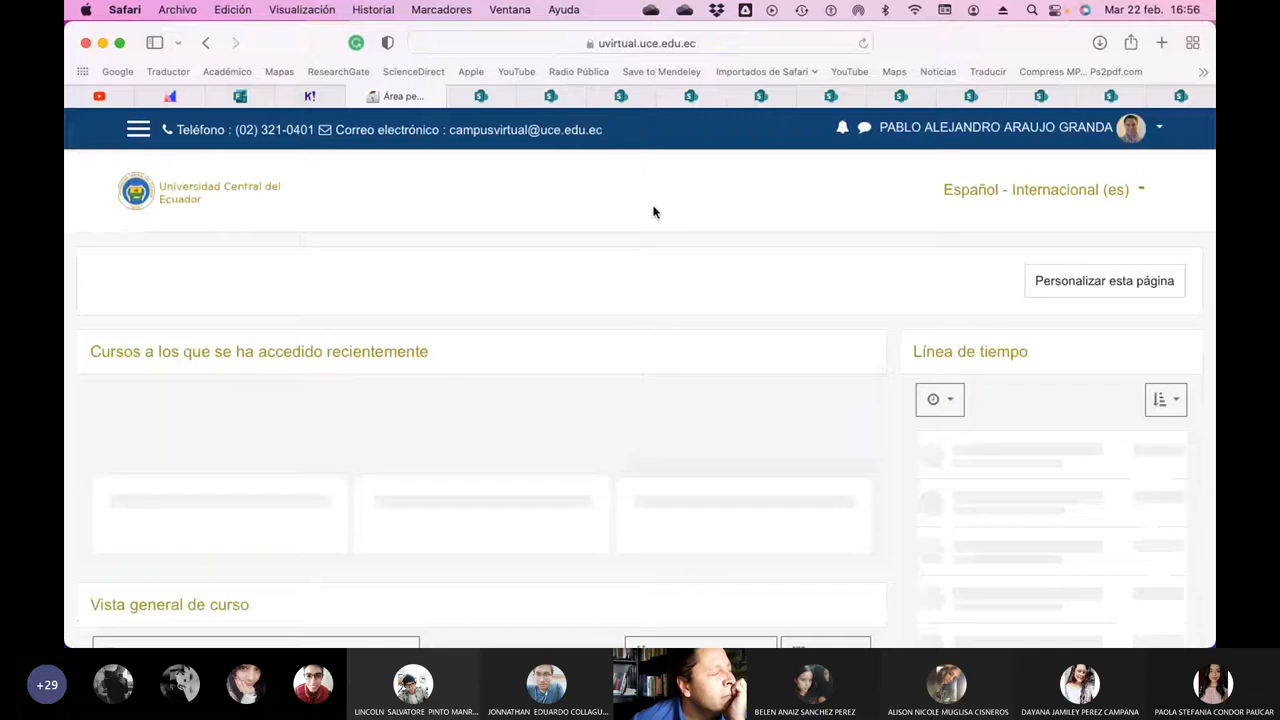 Safari Archivo Edición Visualización Historial Marcadores Ventana Ayuda Mar 22 feb. 16:56
uvirtual.uce.edu.ec
Google Traductor Académico Mapas ResearchGate ScienceDirect Apple YouTube Radio Pública Save to Mendeley Importados de Safari YouTube Maps Noticias Traducir Compress MP... Ps2pdf.com
K! Área pe...
Teléfono : (02) 321-0401 Correo electrónico : campusvirtual@uce.edu.ec PABLO ALEJANDRO ARAUJO GRANDA
Universidad Central del
Ecuador
Español - Internacional (es)
Personalizar esta página
Cursos a los que se ha accedido recientemente
Línea de tiempo
Vista general de curso
+29
LINCOLN SALVATORE PINTO MANR... JONNATHAN EDUARDO COLLAGU... BELEN ANAIZ SANCHEZ PEREZ ALISON NICOLE MUGLISA CISNEROS DAYANA JAMILEY PEREZ CAMPANA PAOLA STEFANIA CONDOR PAUCAR